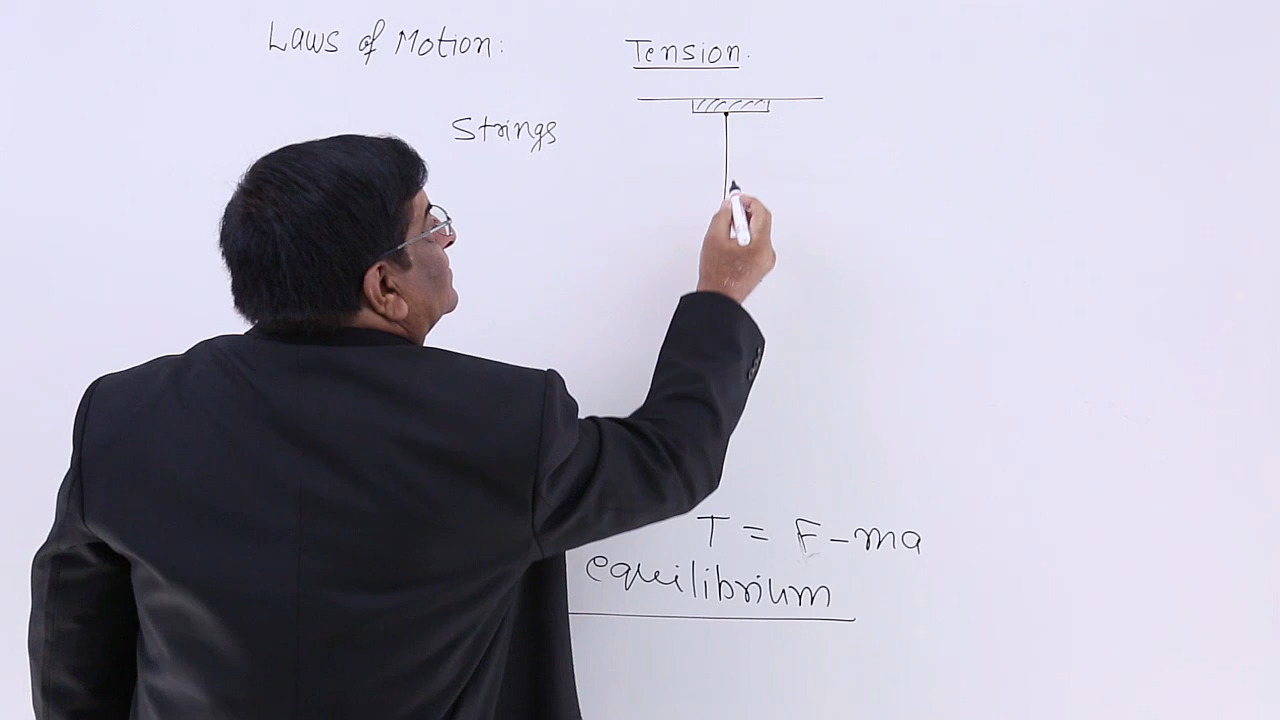 Laws of Motion:
Tension.
Strings
T = F - ma
equilibrium